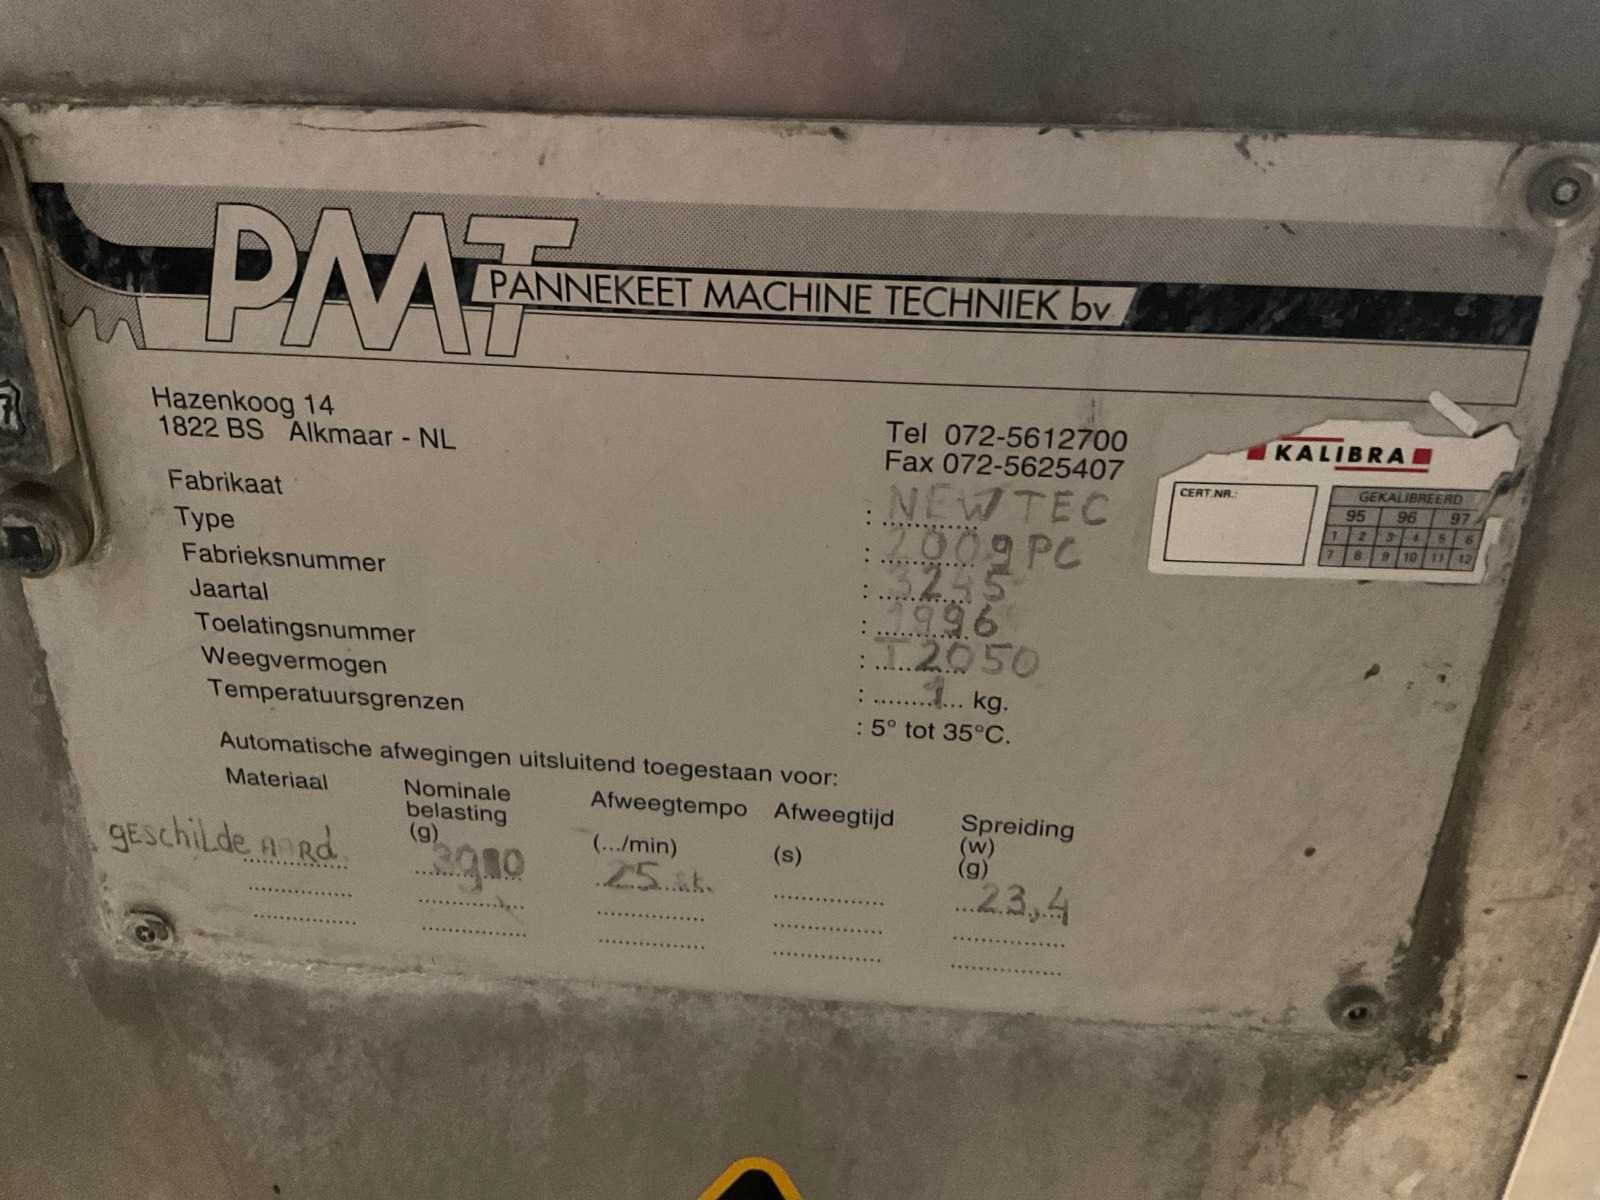 PMT
PANNEKEET MACHINE TECHNIEK bv
Hazenkoog 14
1822 BS Alkmaar - NL
Tel 072-5612700
Fax 072-5625407
KALIBRA
CERT.NR.:
GEKALIBREERD
95 96 97
1 2 3 4 5 6
7 8 9 10 11 12
Fabrikaat : NEWTEC
Type : 2009PC
Fabrieksnummer : 3245
Jaartal : 1996
Toelatingsnummer : T2050
Weegvermogen : 1 kg.
Temperatuursgrenzen : 5° tot 35°C.
Automatische afwegingen uitsluitend toegestaan voor:
Materiaal Nominale belasting (g) Afweegtempo (.../min) Afweegtijd (s) Spreiding (w) (g)
gEschilde AARd. 25 st. 23,4
7